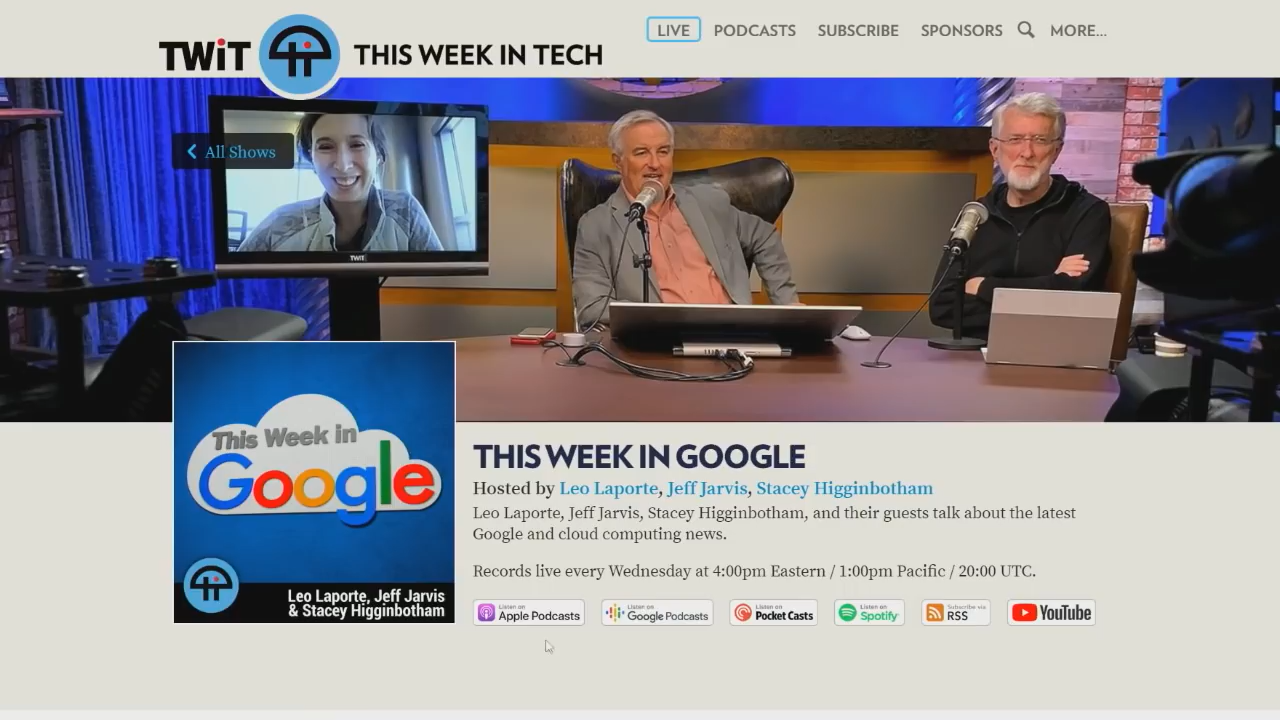 TWiT
THIS WEEK IN TECH
LIVE
PODCASTS
SUBSCRIBE
SPONSORS
MORE...
All Shows
TWiT
This Week in
Google
Leo Laporte, Jeff Jarvis
& Stacey Higginbotham
THIS WEEK IN GOOGLE
Hosted by Leo Laporte, Jeff Jarvis, Stacey Higginbotham
Leo Laporte, Jeff Jarvis, Stacey Higginbotham, and their guests talk about the latest
Google and cloud computing news.
Records live every Wednesday at 4:00pm Eastern / 1:00pm Pacific / 20:00 UTC.
Listen on
Apple Podcasts
Listen on
Google Podcasts
Listen on
Pocket Casts
Listen on
Spotify
Subscribe via
RSS
YouTube